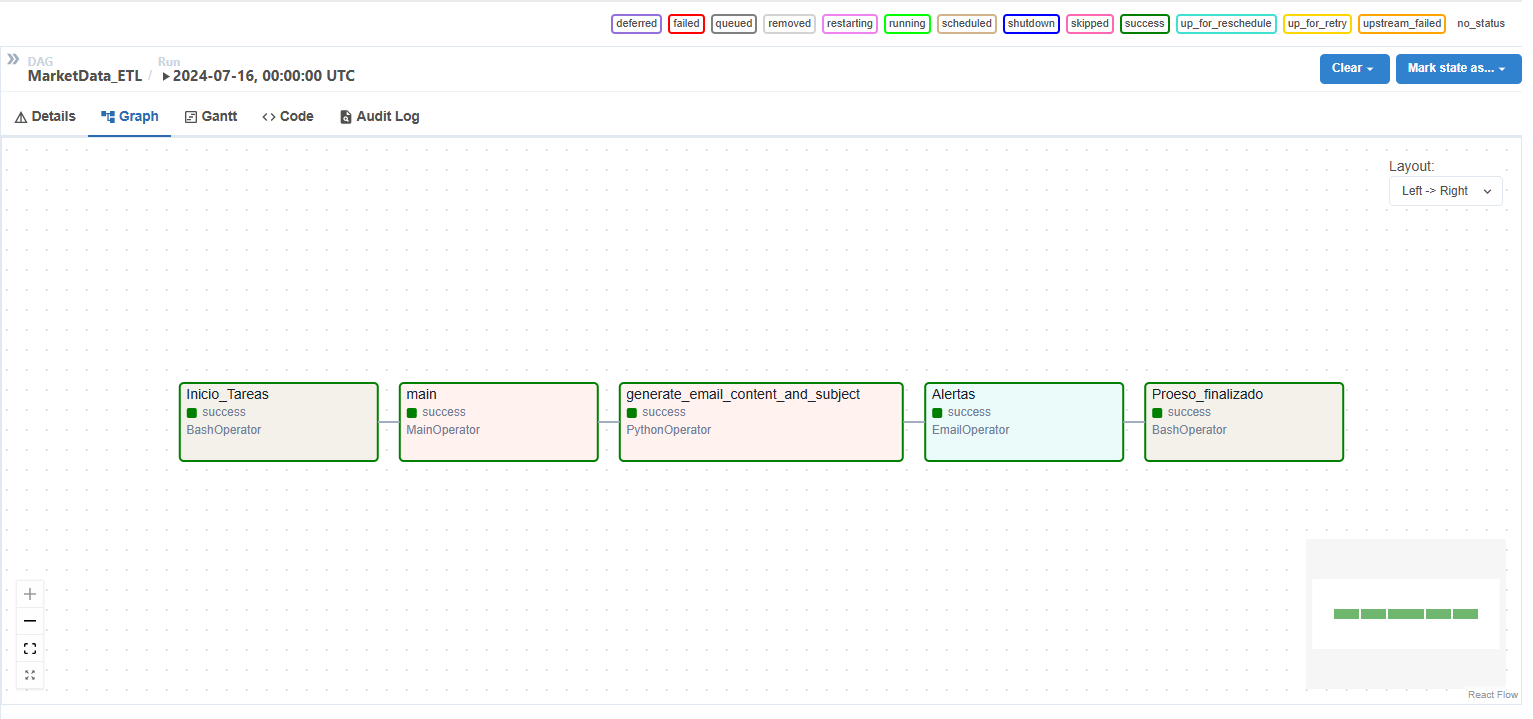 deferred failed queued removed restarting running scheduled shutdown skipped success up_for_reschedule up_for_retry upstream_failed no_status
DAG Run
MarketData_ETL / 2024-07-16, 00:00:00 UTC
Clear Mark state as...
Details Graph Gantt Code Audit Log
Layout:
Left -> Right
Inicio_Tareas
success
BashOperator
main
success
MainOperator
generate_email_content_and_subject
success
PythonOperator
Alertas
success
EmailOperator
Proeso_finalizado
success
BashOperator
React Flow